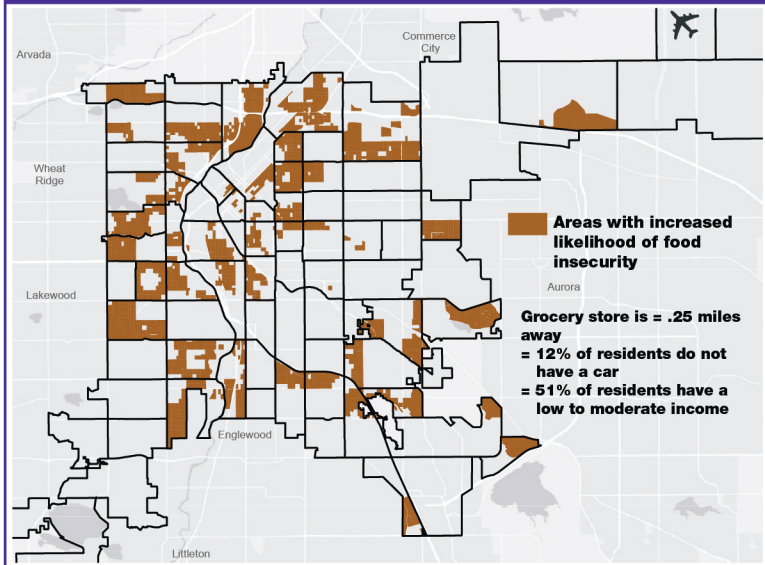 Commerce
City
Arvada
Wheat
Ridge
Areas with increased
likelihood of food
insecurity
Aurora
Lakewood
Grocery store is = .25 miles
away
= 12% of residents do not
have a car
= 51% of residents have a
low to moderate income
Englewood
Littleton